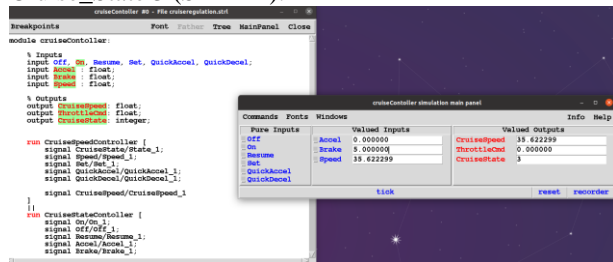 cruiseContoller #0 - File cruiseregulation.strl
Breakpoints Font Father Tree MainPanel Close
module cruiseController:
% Inputs
input Off, On, Resume, Set, QuickAccel, QuickDecel;
input Accel : float;
input Brake : float;
input Speed : float;
% Outputs
output CruiseSpeed: float;
output ThrottleCmd: float;
output CruiseState: integer;
run CruiseSpeedController [
signal CruiseState/State_1;
signal Speed/Speed_1;
signal Set/Set_1;
signal QuickAccel/QuickAccel_1;
signal QuickDecel/QuickDecel_1;
signal CruiseSpeed/CruiseSpeed_1
]
||
run CruiseStateController [
signal On/On_1;
signal Off/Off_1;
signal Resume/Resume_1;
signal Accel/Accel_1;
signal Brake/Brake_1;
cruiseContoller simulation main panel
Commands Fonts Windows Info Help
Pure Inputs Valued Inputs Valued Outputs
Off
On
Resume
Set
QuickAccel
QuickDecel
Accel 0.000000
Brake 5.000000
Speed 35.622299
CruiseSpeed 35.622299
ThrottleCmd 0.000000
CruiseState 3
tick reset recorder